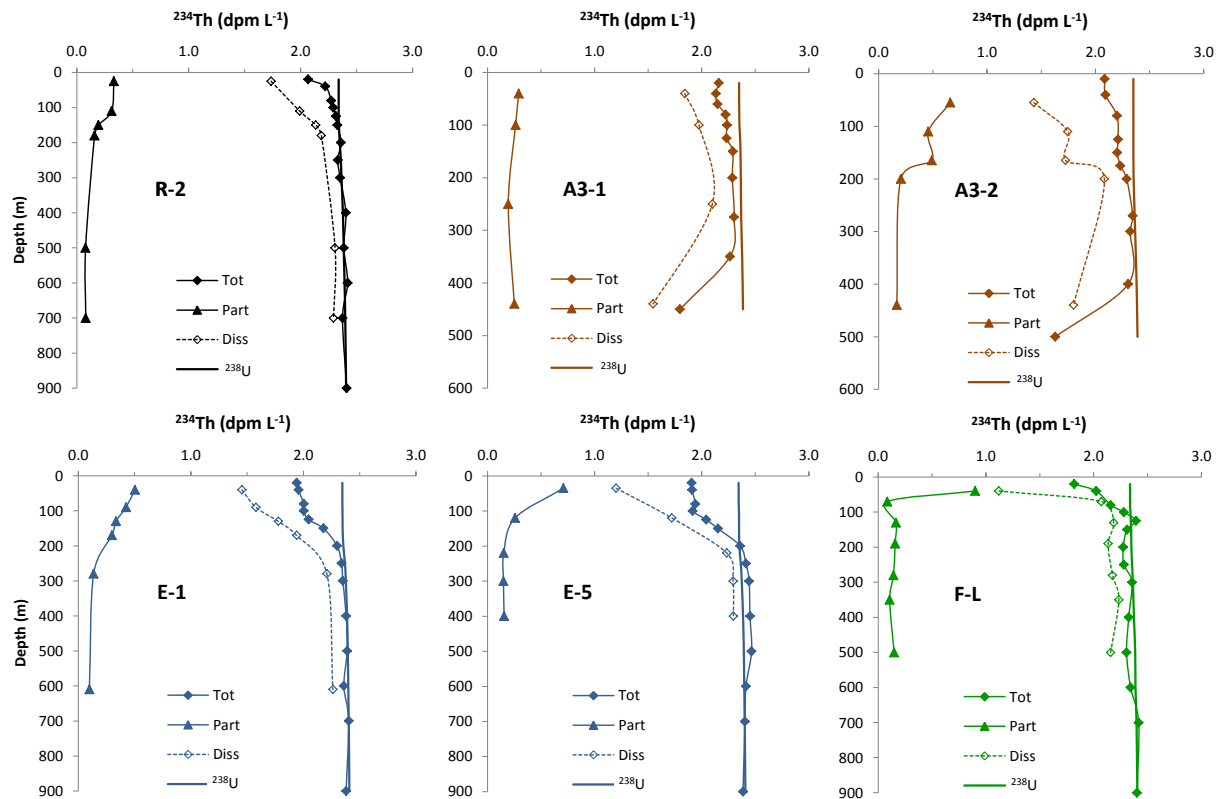 ²³⁴Th (dpm L⁻¹)
0.0 1.0 2.0 3.0
0
100
200
300
400
500
600
700
800
900
Depth (m)
R-2
Tot
Part
Diss
²³⁸U
²³⁴Th (dpm L⁻¹)
0.0 1.0 2.0 3.0
0
100
200
300
400
500
600
A3-1
Tot
Part
Diss
²³⁸U
²³⁴Th (dpm L⁻¹)
0.0 1.0 2.0 3.0
0
100
200
300
400
500
600
A3-2
Tot
Part
Diss
²³⁸U
²³⁴Th (dpm L⁻¹)
0.0 1.0 2.0 3.0
0
100
200
300
400
500
600
700
800
900
Depth (m)
E-1
Tot
Part
Diss
²³⁸U
²³⁴Th (dpm L⁻¹)
0.0 1.0 2.0 3.0
0
100
200
300
400
500
600
700
800
900
E-5
Tot
Part
Diss
²³⁸U
²³⁴Th (dpm L⁻¹)
0.0 1.0 2.0 3.0
0
100
200
300
400
500
600
700
800
900
F-L
Tot
Part
Diss
²³⁸U